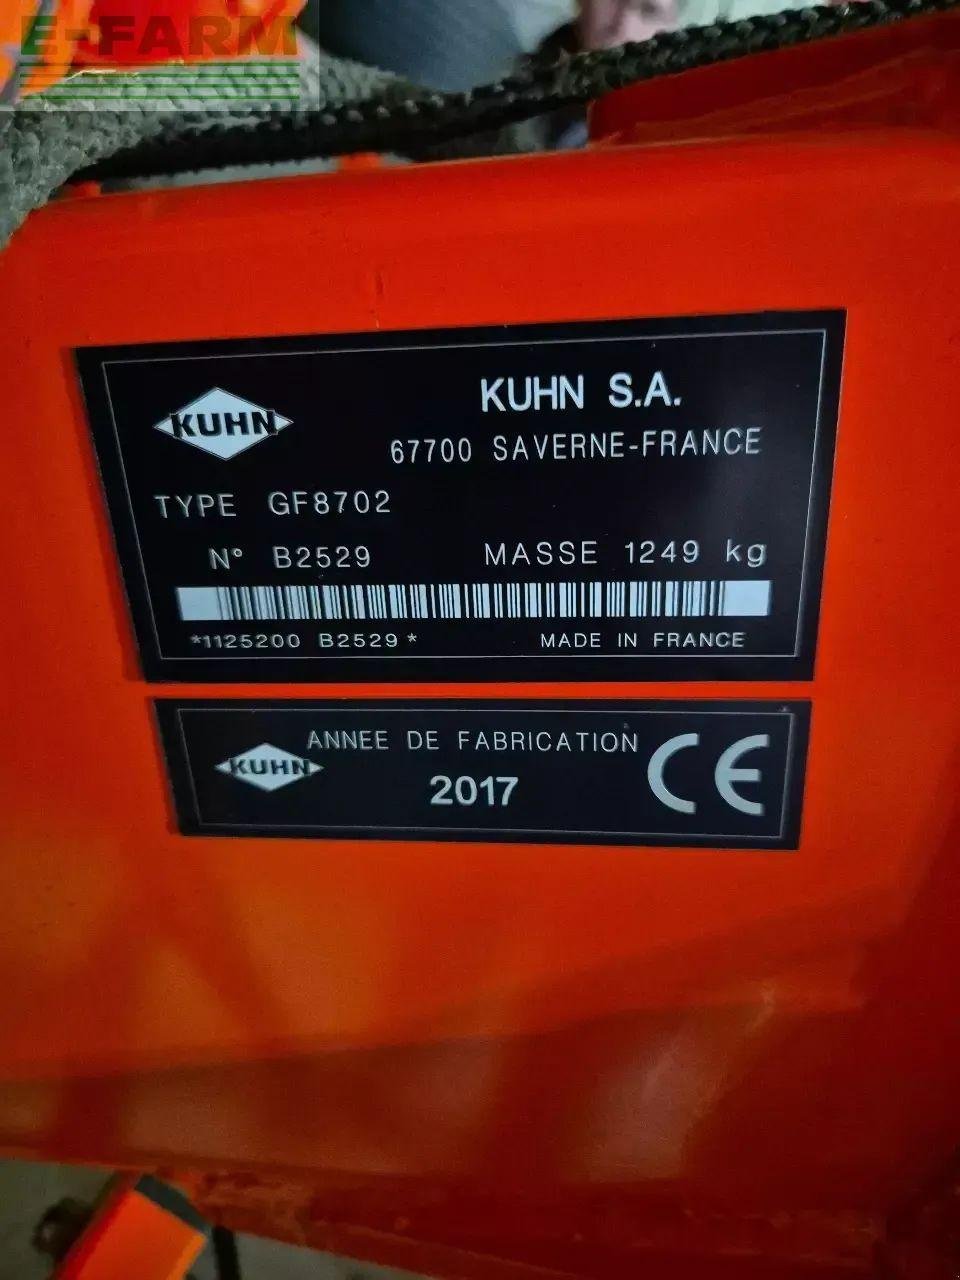 E-FARM
KUHN
KUHN S.A.
67700 SAVERNE-FRANCE
TYPE GF8702
N° B2529 MASSE 1249 kg
*1125200 B2529*
MADE IN FRANCE
KUHN
ANNEE DE FABRICATION
2017
CE